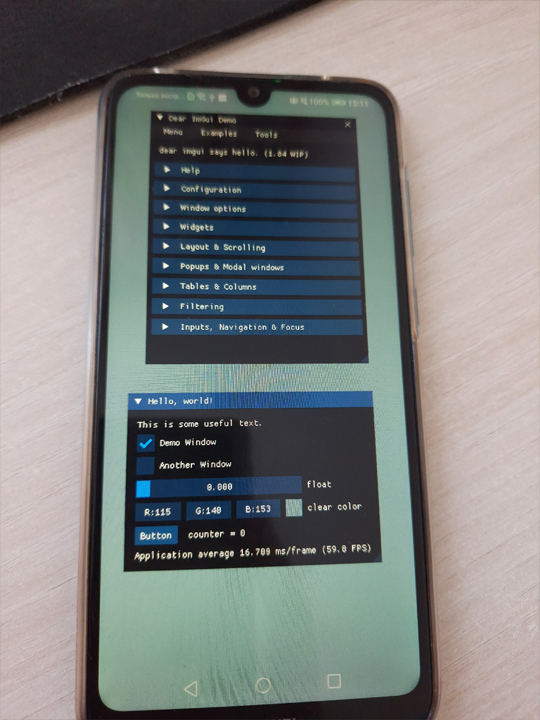 100% 15:11
Dear ImGui Demo
Menu Examples Tools
dear imgui says hello. (1.84 WIP)
Help
Configuration
Window options
Widgets
Layout & Scrolling
Popups & Modal windows
Tables & Columns
Filtering
Inputs, Navigation & Focus
Hello, world!
This is some useful text.
Demo Window
Another Window
0.000 float
R:115 G:140 B:153 clear color
Button counter = 0
Application average 16.709 ms/frame (59.8 FPS)